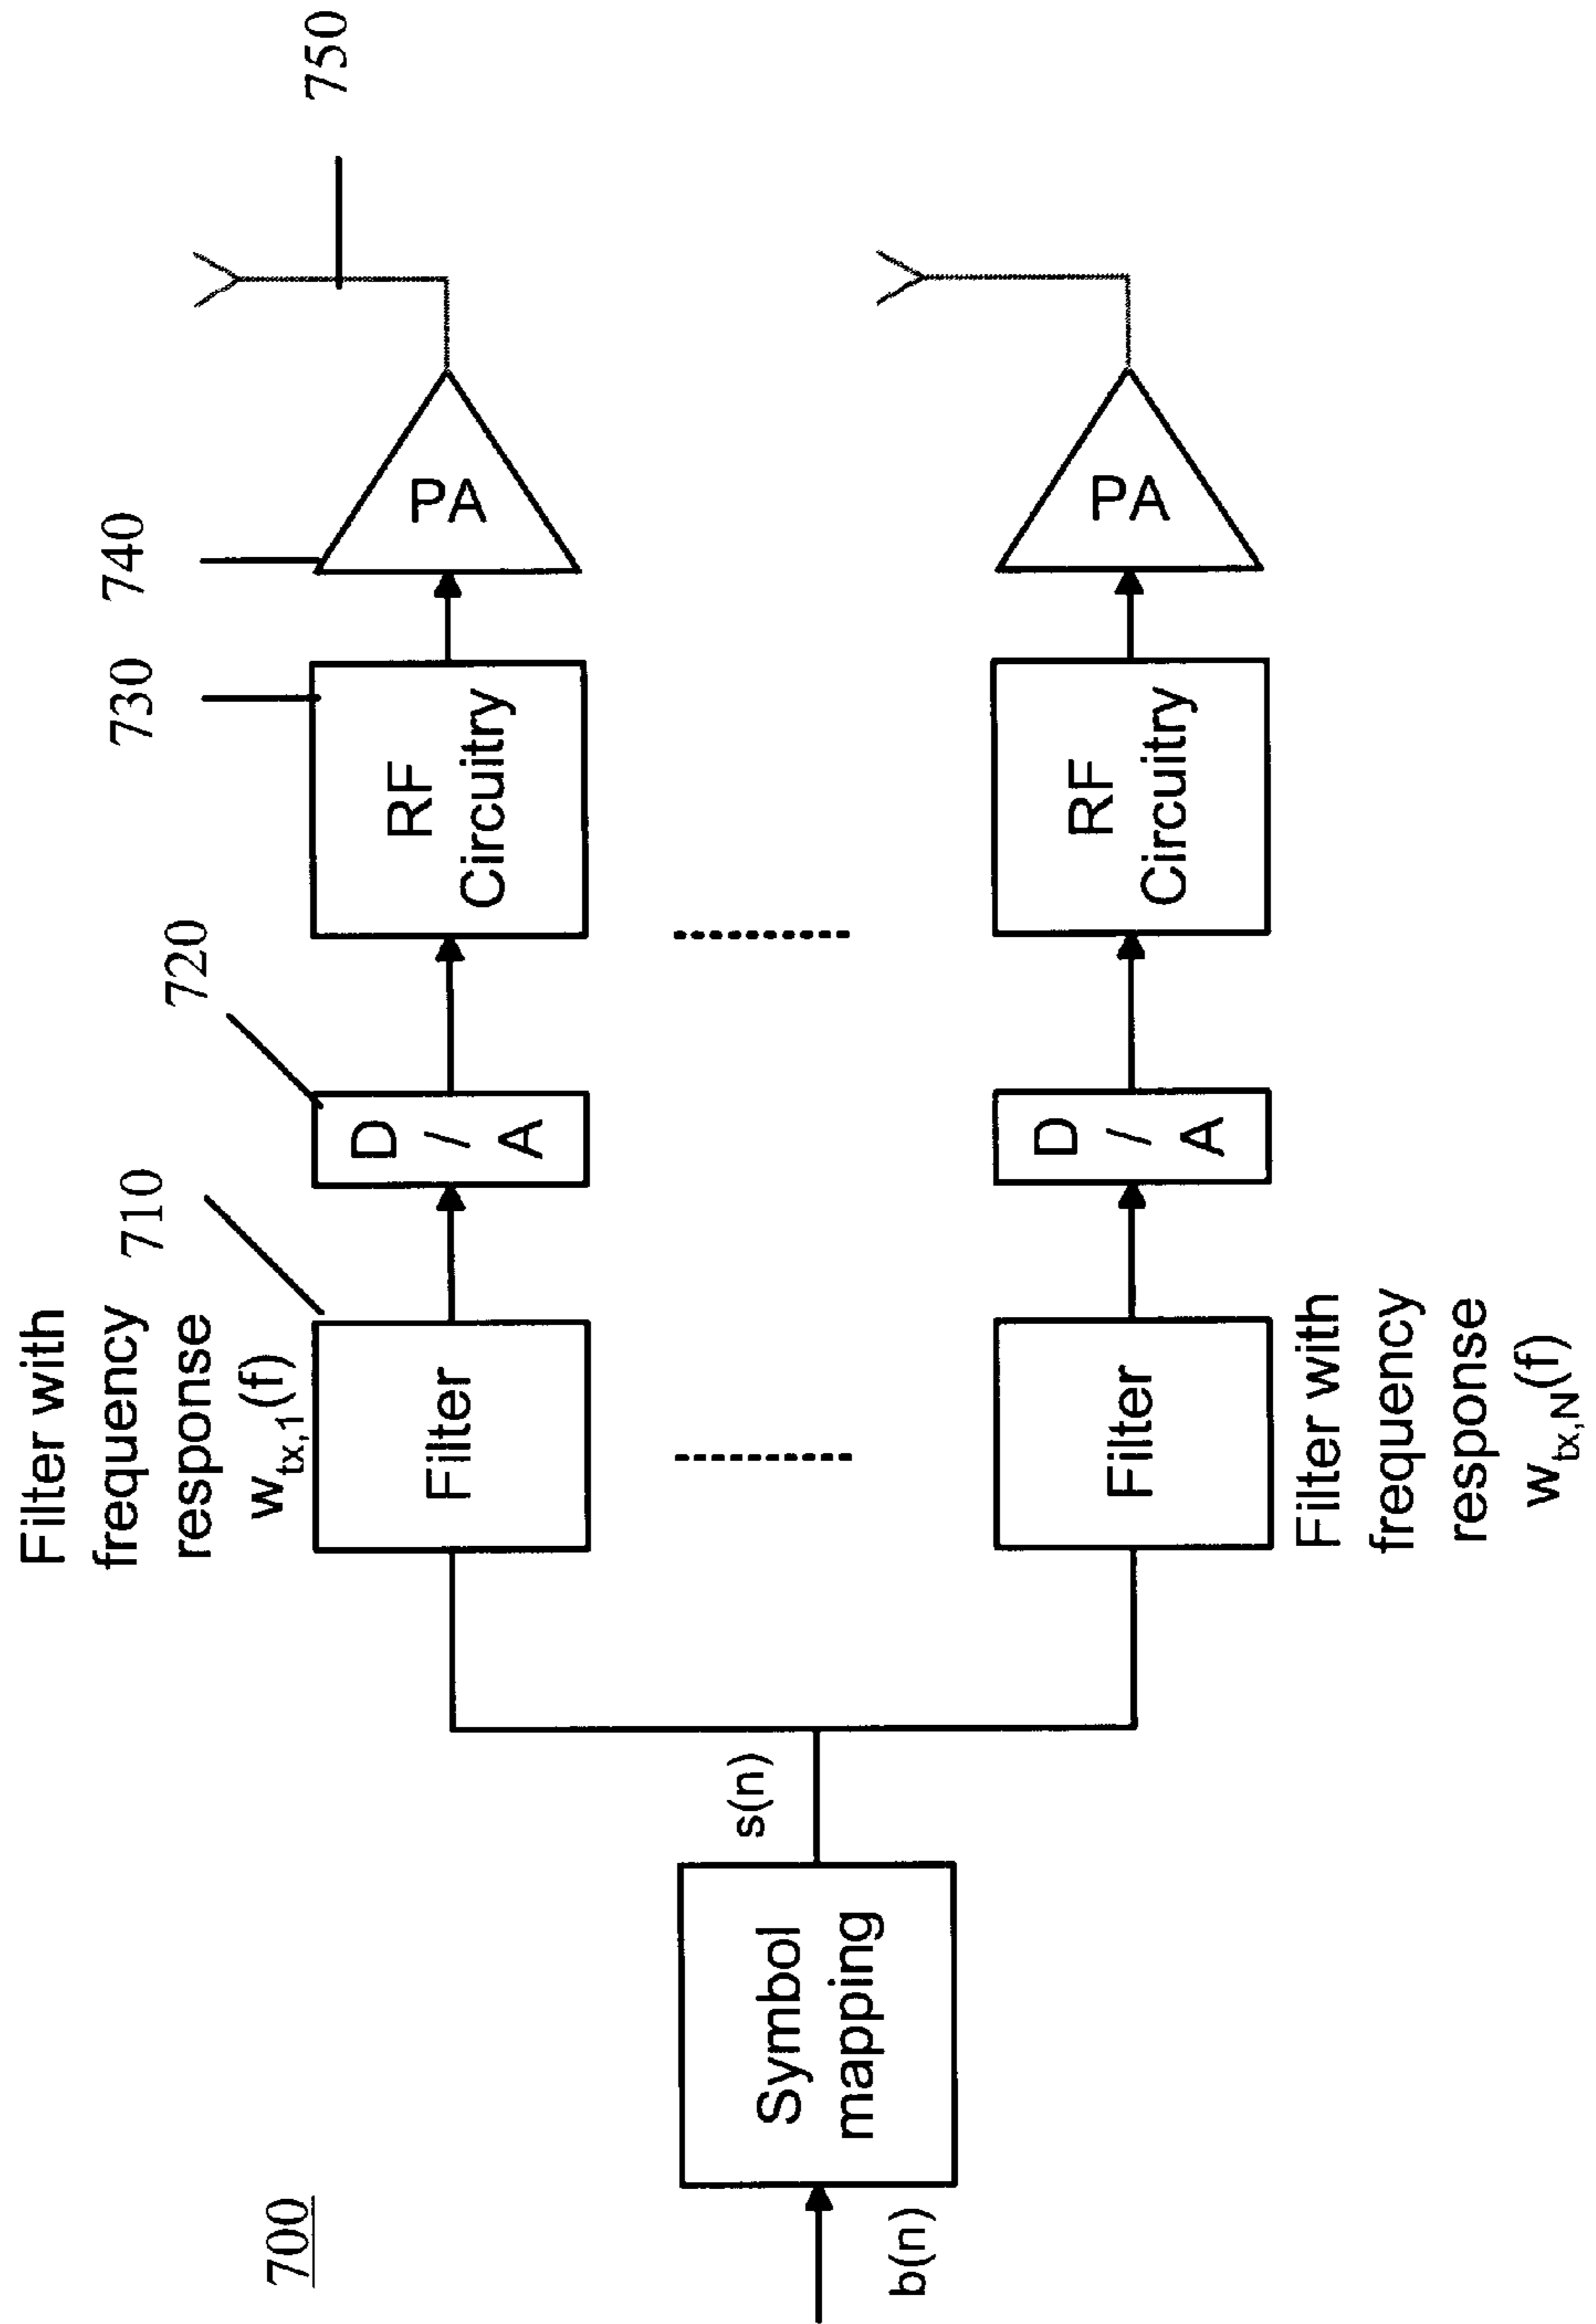 700
b(n)
Symbol
mapping
s(n)
Filter with
frequency
response
w_tx,1(f)
710
Filter
720
D
/
A
730
RF
Circuitry
740
PA
750
Filter
Filter with
frequency
response
w_tx,N(f)
D
/
A
RF
Circuitry
PA